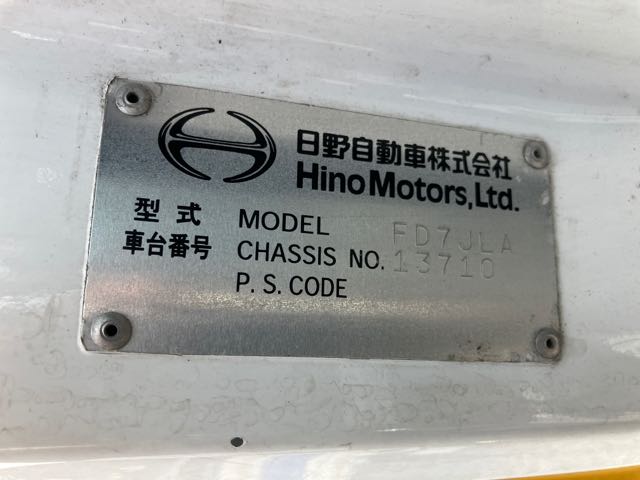 日野自動車株式会社
Hino Motors, Ltd.
型式 MODEL FD7JLA
車台番号 CHASSIS NO. 13710
P. S. CODE